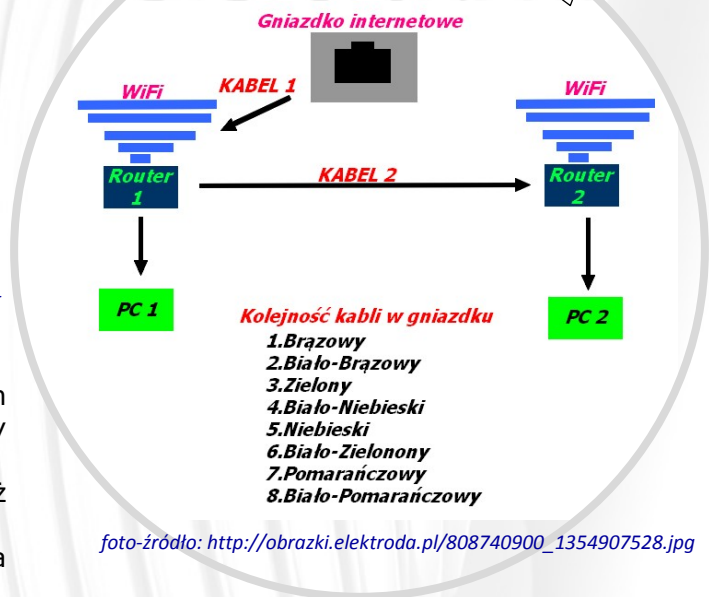 Gniazdko internetowe
WiFi
KABEL 1
WiFi
Router
1
KABEL 2
Router
2
PC 1
PC 2
Kolejność kabli w gniazdku
1.Brązowy
2.Biało-Brązowy
3.Zielony
4.Biało-Niebieski
5.Niebieski
6.Biało-Zielonony
7.Pomarańczowy
8.Biało-Pomarańczowy
foto-źródło: http://obrazki.elektroda.pl/808740900_1354907528.jpg